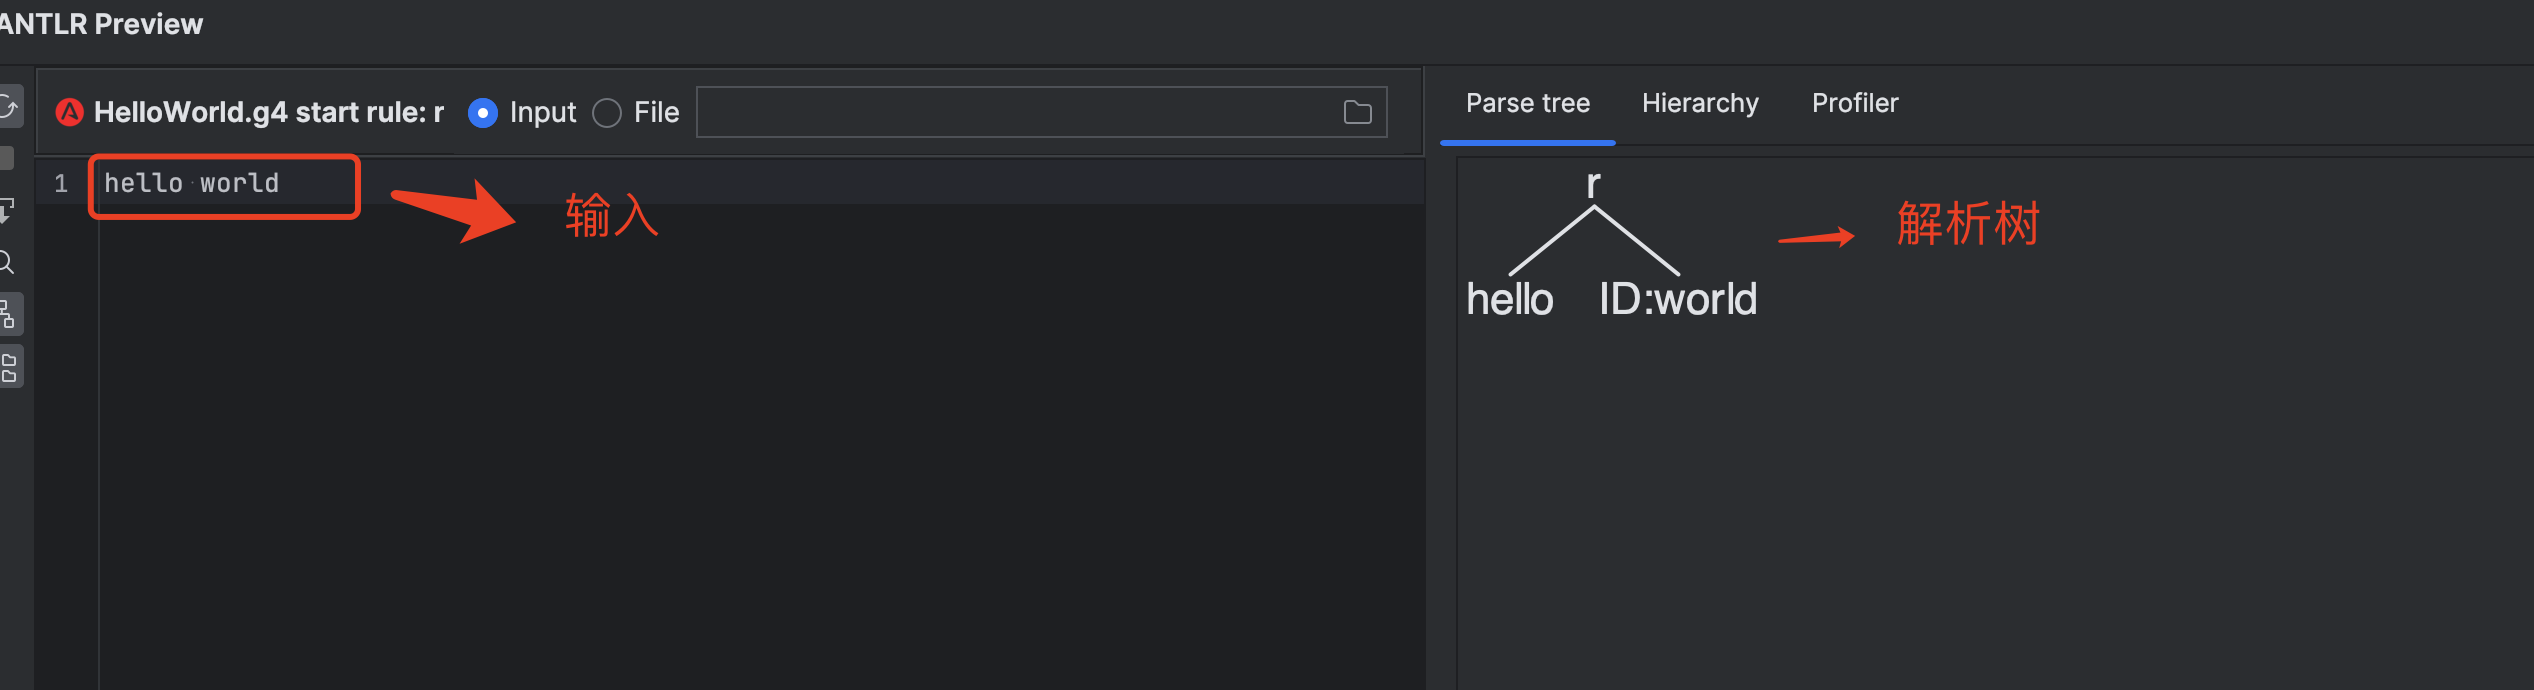 ANTLR Preview
HelloWorld.g4 start rule: r Input File
1 hello world
输入
Parse tree Hierarchy Profiler
r
hello ID:world
解析树